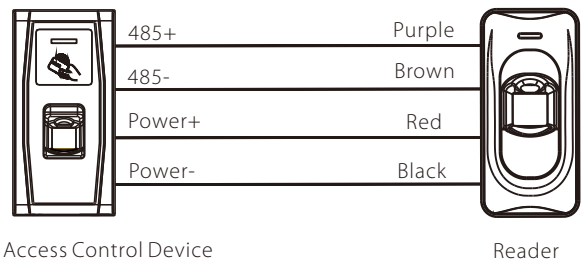 485+ Purple
485- Brown
Power+ Red
Power- Black
Access Control Device Reader